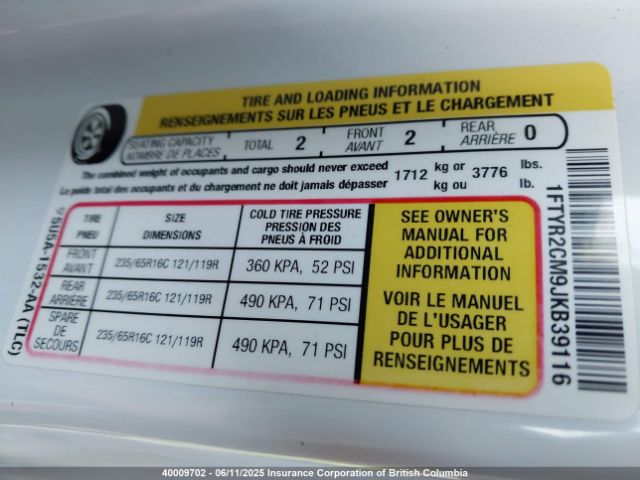 TIRE AND LOADING INFORMATION
RENSEIGNEMENTS SUR LES PNEUS ET LE CHARGEMENT
SEATING CAPACITY
NOMBRE DE PLACES
TOTAL 2
FRONT
AVANT 2
REAR
ARRIÈRE 0
The combined weight of occupants and cargo should never exceed 1712 kg or 3776 lbs.
Le poids total des occupants et du chargement ne doit jamais dépasser kg ou lb.
TIRE
PNEU
SIZE
DIMENSIONS
COLD TIRE PRESSURE
PRESSION DES
PNEUS À FROID
FRONT
AVANT
235/65R16C 121/119R
360 KPA, 52 PSI
REAR
ARRIÈRE
235/65R16C 121/119R
490 KPA, 71 PSI
SPARE
DE
SECOURS
235/65R16C 121/119R
490 KPA, 71 PSI
SEE OWNER'S
MANUAL FOR
ADDITIONAL
INFORMATION
VOIR LE MANUEL
DE L'USAGER
POUR PLUS DE
RENSEIGNEMENTS
1FTYR2CM9JKB39116
5U5A-1532-AA (TLC)
40009702 - 06/11/2025 Insurance Corporation of British Columbia